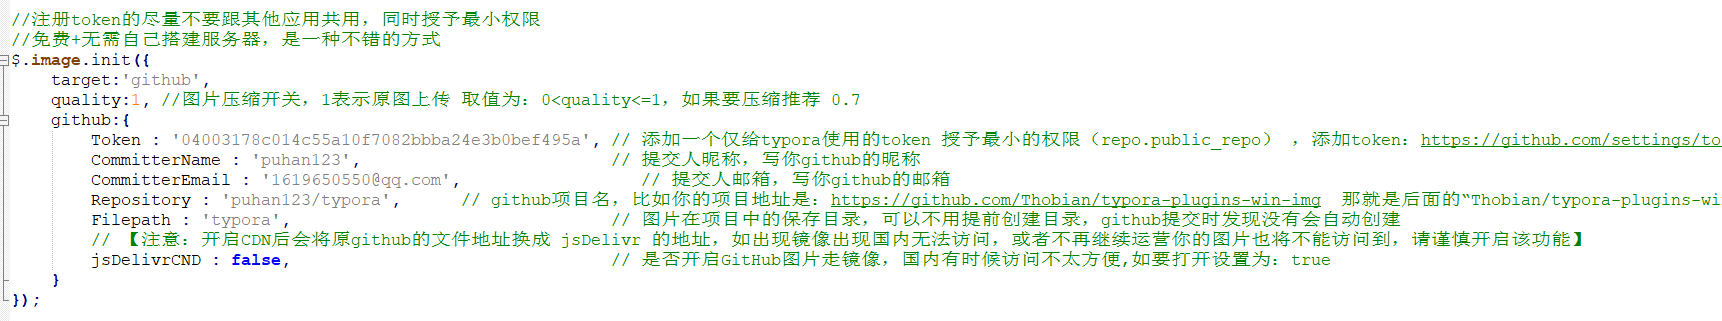 //注册token的尽量不要跟其他应用共用，同时授予最小权限
//免费+无需自己搭建服务器，是一种不错的方式
$.image.init({
target:'github',
quality:1, //图片压缩开关，1表示原图上传 取值为：0<quality<=1，如果要压缩推荐 0.7
github:{
Token : '04003178c014c55a10f7082bbba24e3b0bef495a', // 添加一个仅给typora使用的token 授予最小的权限（repo.public_repo） ，添加token：https://github.com/settings/to
CommitterName : 'puhan123', // 提交人昵称，写你github的昵称
CommitterEmail : '1619650550@qq.com', // 提交人邮箱，写你github的邮箱
Repository : 'puhan123/typora', // github项目名，比如你的项目地址是：https://github.com/Thobian/typora-plugins-win-img 那就是后面的“Thobian/typora-plugins-wi
Filepath : 'typora', // 图片在项目中的保存目录，可以不用提前创建目录，github提交时发现没有会自动创建
// 【注意：开启CDN后会将原github的文件地址换成 jsDelivr 的地址，如出现镜像出现国内无法访问，或者不再继续运营你的图片也将不能访问到，请谨慎开启该功能】
jsDelivrCND : false, // 是否开启GitHub图片走镜像，国内有时候访问不太方便,如要打开设置为：true
}
});